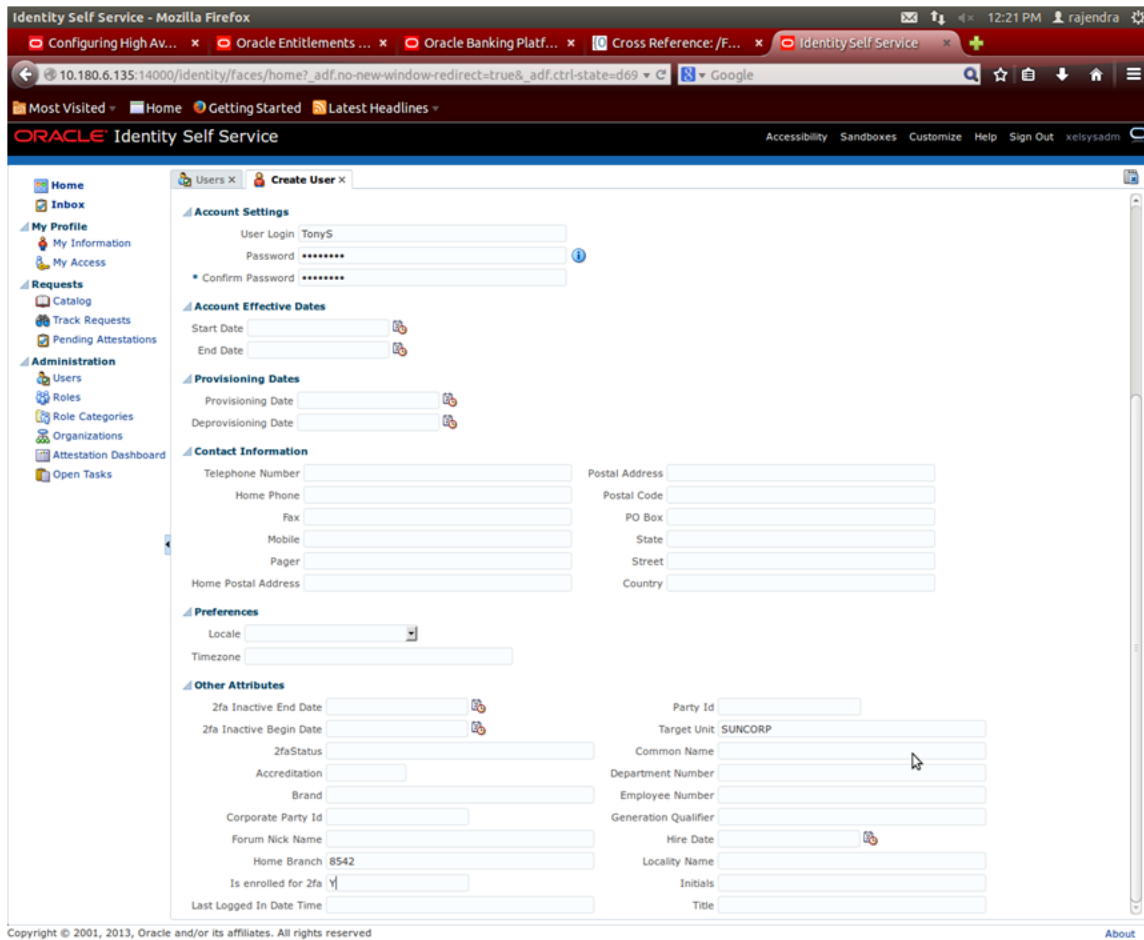 Identity Self Service - Mozilla Firefox
12:21 PM rajendra
Configuring High Av... × Oracle Entitlements ... × Oracle Banking Platf... × Cross Reference: /F... × Identity Self Service ×
10.180.6.135:14000/identity/faces/home?_adf.no-new-window-redirect=true&_adf.ctrl-state=d69 Google
Most Visited Home Getting Started Latest Headlines
ORACLE Identity Self Service
Accessibility Sandboxes Customize Help Sign Out xelsysadm
Home
Inbox
My Profile
My Information
My Access
Requests
Catalog
Track Requests
Pending Attestations
Administration
Users
Roles
Role Categories
Organizations
Attestation Dashboard
Open Tasks
Users × Create User ×
Account Settings
User Login TonyS
Password ••••••••
* Confirm Password ••••••••
Account Effective Dates
Start Date
End Date
Provisioning Dates
Provisioning Date
Deprovisioning Date
Contact Information
Telephone Number
Home Phone
Fax
Mobile
Pager
Home Postal Address
Postal Address
Postal Code
PO Box
State
Street
Country
Preferences
Locale
Timezone
Other Attributes
2fa Inactive End Date
2fa Inactive Begin Date
2faStatus
Accreditation
Brand
Corporate Party Id
Forum Nick Name
Home Branch 8542
Is enrolled for 2fa Y
Last Logged In Date Time
Party Id
Target Unit SUNCORP
Common Name
Department Number
Employee Number
Generation Qualifier
Hire Date
Locality Name
Initials
Title
Copyright © 2001, 2013, Oracle and/or its affiliates. All rights reserved
About